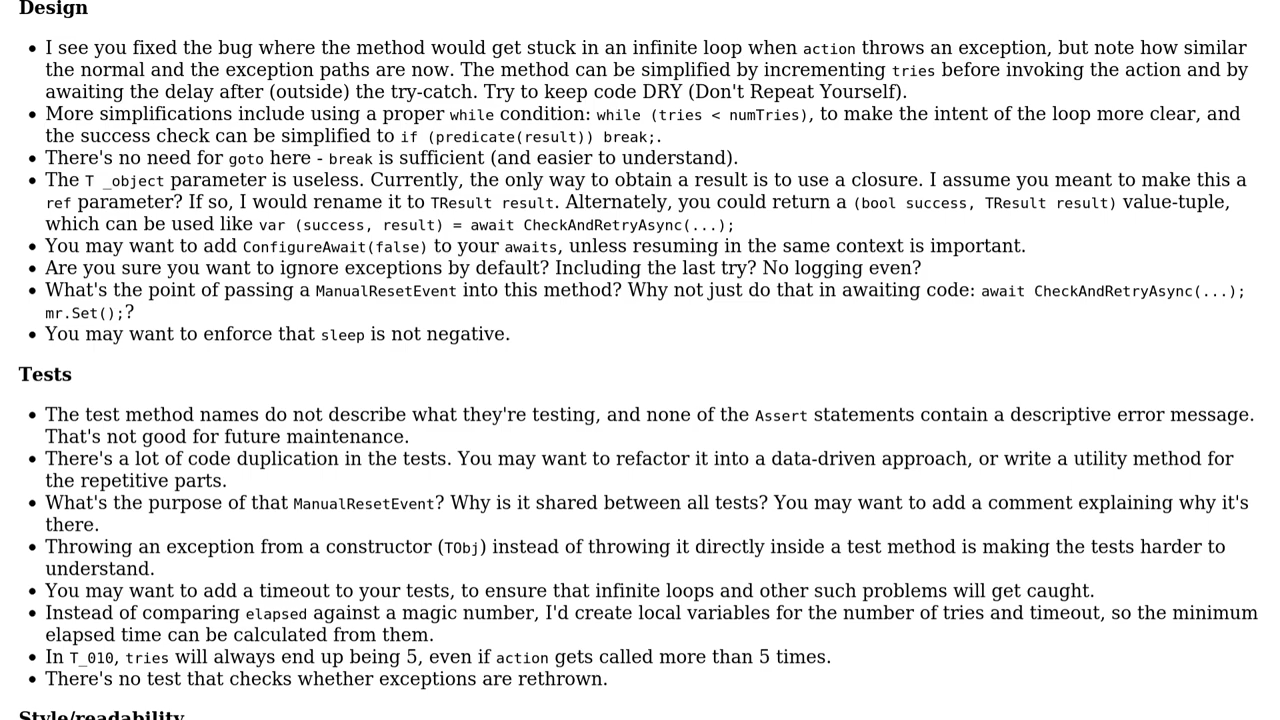 Design
• I see you fixed the bug where the method would get stuck in an infinite loop when action throws an exception, but note how similar
the normal and the exception paths are now. The method can be simplified by incrementing tries before invoking the action and by
awaiting the delay after (outside) the try-catch. Try to keep code DRY (Don't Repeat Yourself).
• More simplifications include using a proper while condition: while (tries < numTries), to make the intent of the loop more clear, and
the success check can be simplified to if (predicate(result)) break;.
• There's no need for goto here - break is sufficient (and easier to understand).
• The T _object parameter is useless. Currently, the only way to obtain a result is to use a closure. I assume you meant to make this a
ref parameter? If so, I would rename it to TResult result. Alternately, you could return a (bool success, TResult result) value-tuple,
which can be used like var (success, result) = await CheckAndRetryAsync(...);
• You may want to add ConfigureAwait(false) to your awaits, unless resuming in the same context is important.
• Are you sure you want to ignore exceptions by default? Including the last try? No logging even?
• What's the point of passing a ManualResetEvent into this method? Why not just do that in awaiting code: await CheckAndRetryAsync(...);
mr.Set();?
• You may want to enforce that sleep is not negative.
Tests
• The test method names do not describe what they're testing, and none of the Assert statements contain a descriptive error message.
That's not good for future maintenance.
• There's a lot of code duplication in the tests. You may want to refactor it into a data-driven approach, or write a utility method for
the repetitive parts.
• What's the purpose of that ManualResetEvent? Why is it shared between all tests? You may want to add a comment explaining why it's
there.
• Throwing an exception from a constructor (TObj) instead of throwing it directly inside a test method is making the tests harder to
understand.
• You may want to add a timeout to your tests, to ensure that infinite loops and other such problems will get caught.
• Instead of comparing elapsed against a magic number, I'd create local variables for the number of tries and timeout, so the minimum
elapsed time can be calculated from them.
• In T_010, tries will always end up being 5, even if action gets called more than 5 times.
• There's no test that checks whether exceptions are rethrown.
Style/readability